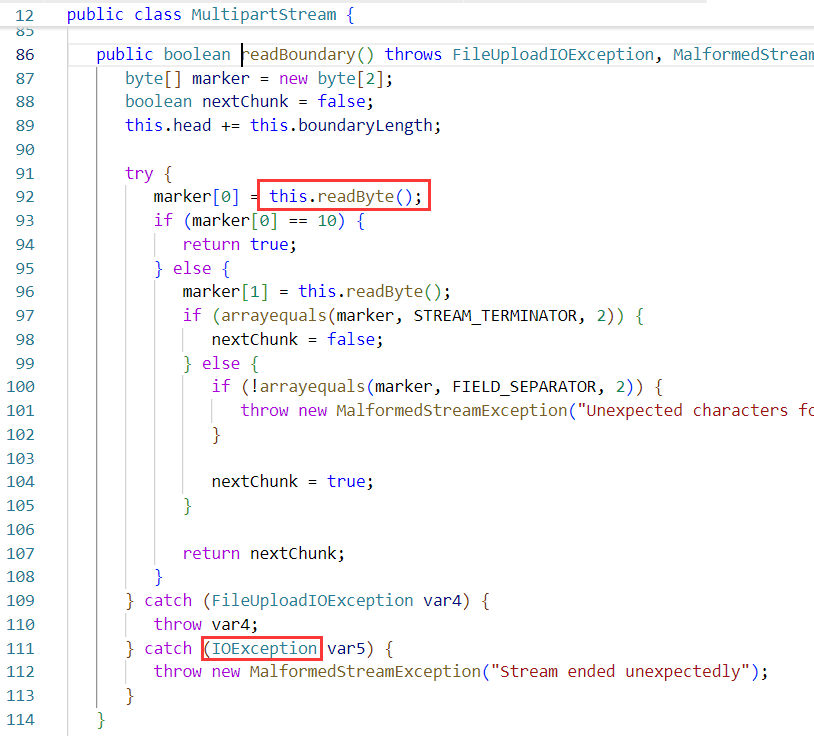 12 public class MultipartStream {
85
86 public boolean readBoundary() throws FileUploadIOException, MalformedStream
87 byte[] marker = new byte[2];
88 boolean nextChunk = false;
89 this.head += this.boundaryLength;
90
91 try {
92 marker[0] = this.readByte();
93 if (marker[0] == 10) {
94 return true;
95 } else {
96 marker[1] = this.readByte();
97 if (arrayequals(marker, STREAM_TERMINATOR, 2)) {
98 nextChunk = false;
99 } else {
100 if (!arrayequals(marker, FIELD_SEPARATOR, 2)) {
101 throw new MalformedStreamException("Unexpected characters fo
102 }
103
104 nextChunk = true;
105 }
106
107 return nextChunk;
108 }
109 } catch (FileUploadIOException var4) {
110 throw var4;
111 } catch (IOException var5) {
112 throw new MalformedStreamException("Stream ended unexpectedly");
113 }
114 }